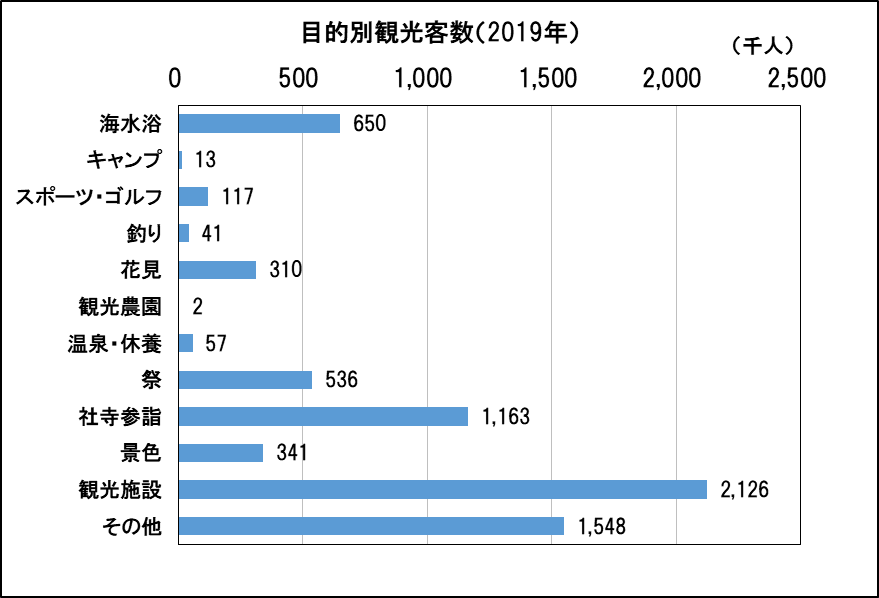 目的別観光客数(2019年)
(千人)
0 500 1,000 1,500 2,000 2,500
海水浴 650
キャンプ 13
スポーツ・ゴルフ 117
釣り 41
花見 310
観光農園 2
温泉・休養 57
祭 536
社寺参詣 1,163
景色 341
観光施設 2,126
その他 1,548